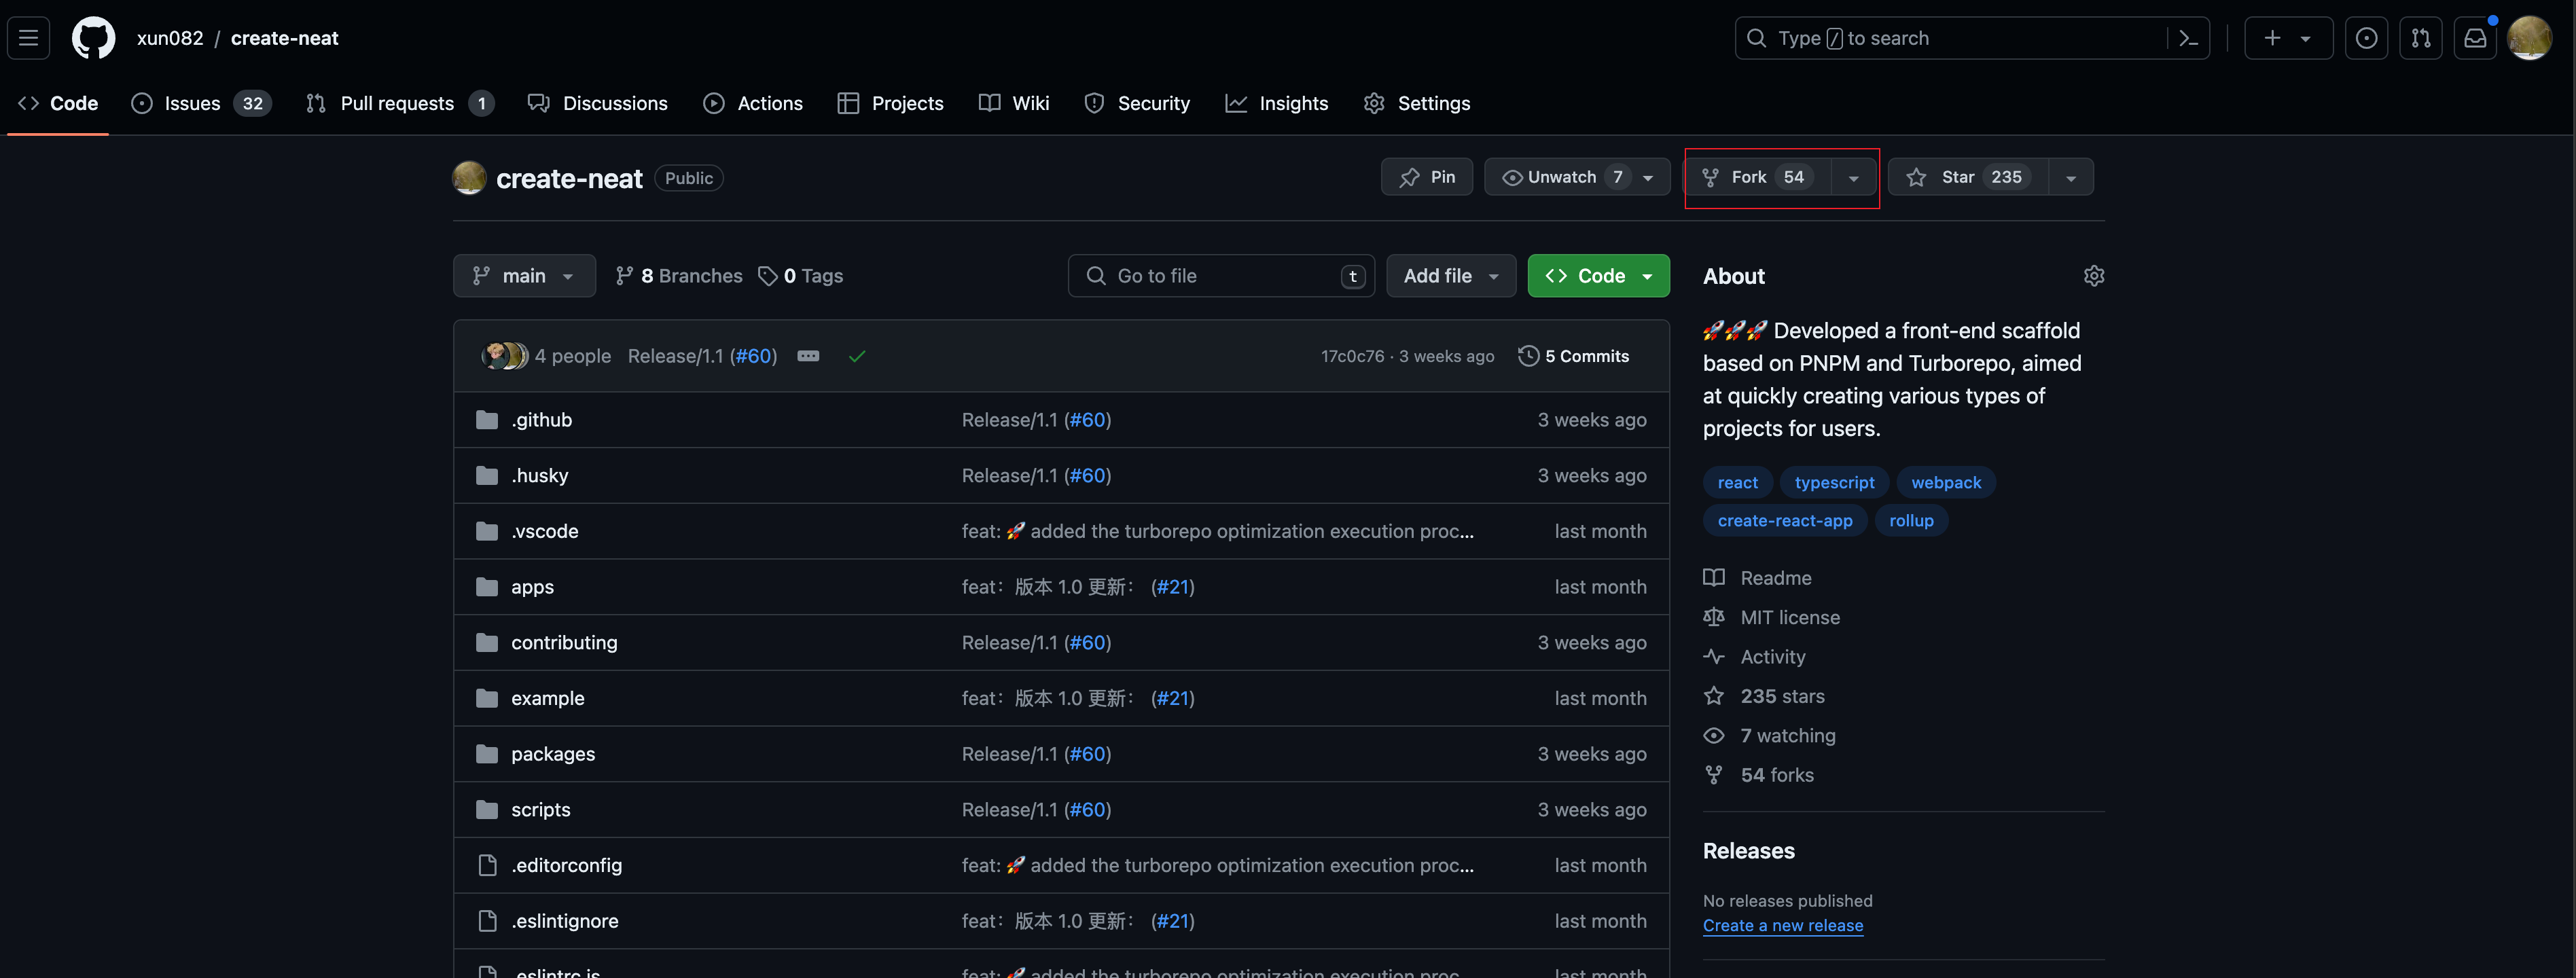 xun082 / create-neat
Type / to search
Code Issues 32 Pull requests 1 Discussions Actions Projects Wiki Security Insights Settings
create-neat Public
Pin Unwatch 7 Fork 54 Star 235
main 8 Branches 0 Tags Go to file t Add file Code
4 people Release/1.1 (#60) 17c0c76 · 3 weeks ago 5 Commits
.github Release/1.1 (#60) 3 weeks ago
.husky Release/1.1 (#60) 3 weeks ago
.vscode feat: 🚀 added the turborepo optimization execution proc... last month
apps feat：版本 1.0 更新： (#21) last month
contributing Release/1.1 (#60) 3 weeks ago
example feat：版本 1.0 更新： (#21) last month
packages Release/1.1 (#60) 3 weeks ago
scripts Release/1.1 (#60) 3 weeks ago
.editorconfig feat: 🚀 added the turborepo optimization execution proc... last month
.eslintignore feat：版本 1.0 更新： (#21) last month
.eslintrc.js feat: 🚀 added the turborepo optimization execution proc... last month
About
🚀🚀🚀 Developed a front-end scaffold
based on PNPM and Turborepo, aimed
at quickly creating various types of
projects for users.
react typescript webpack
create-react-app rollup
Readme
MIT license
Activity
235 stars
7 watching
54 forks
Releases
No releases published
Create a new release